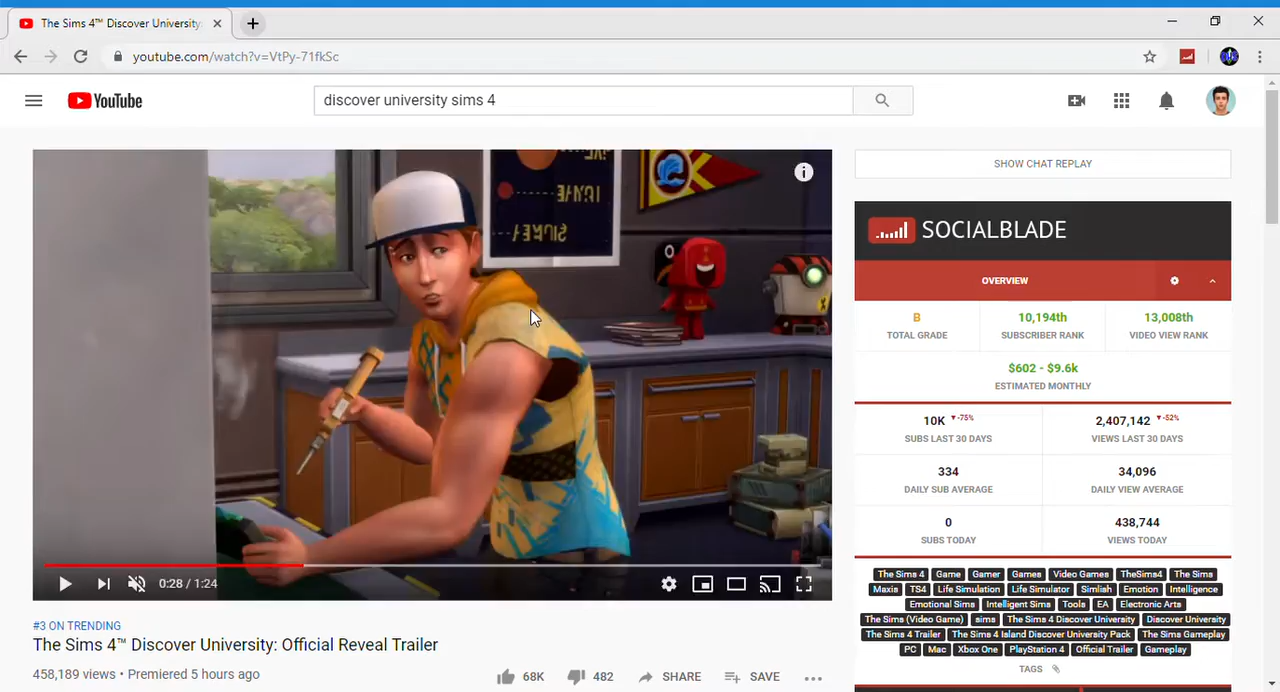 The Sims 4™ Discover University:
youtube.com/watch?v=VtPy-71fkSc
YouTube
discover university sims 4
SHOW CHAT REPLAY
SOCIALBLADE
OVERVIEW
B 10,194th 13,008th
TOTAL GRADE SUBSCRIBER RANK VIDEO VIEW RANK
$602 - $9.6k
ESTIMATED MONTHLY
10K ▼-75% 2,407,142 ▼-52%
SUBS LAST 30 DAYS VIEWS LAST 30 DAYS
334 34,096
DAILY SUB AVERAGE DAILY VIEW AVERAGE
0 438,744
SUBS TODAY VIEWS TODAY
The Sims 4 Game Gamer Games Video Games TheSims4 The Sims
Maxis TS4 Life Simulation Life Simulator Simlish Emotion Intelligence
Emotional Sims Intelligent Sims Tools EA Electronic Arts
The Sims (Video Game) sims The Sims 4 Discover University Discover University
The Sims 4 Trailer The Sims 4 Island Discover University Pack The Sims Gameplay
PC Mac Xbox One PlayStation 4 Official Trailer Gameplay
TAGS
0:28 / 1:24
#3 ON TRENDING
The Sims 4™ Discover University: Official Reveal Trailer
458,189 views • Premiered 5 hours ago
68K 482 SHARE SAVE